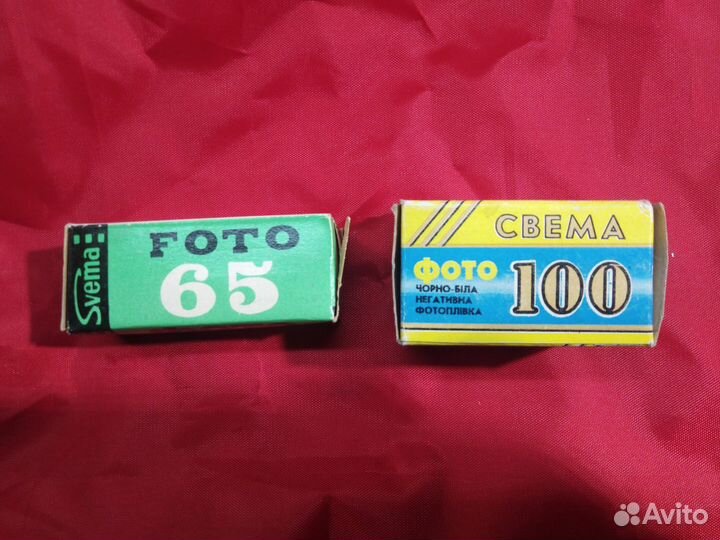 Svema
FOTO
65
СВЕМА
ФОТО
ЧОРНО-БІЛА
НЕГАТИВНА
ФОТОПЛІВКА
100
Avito